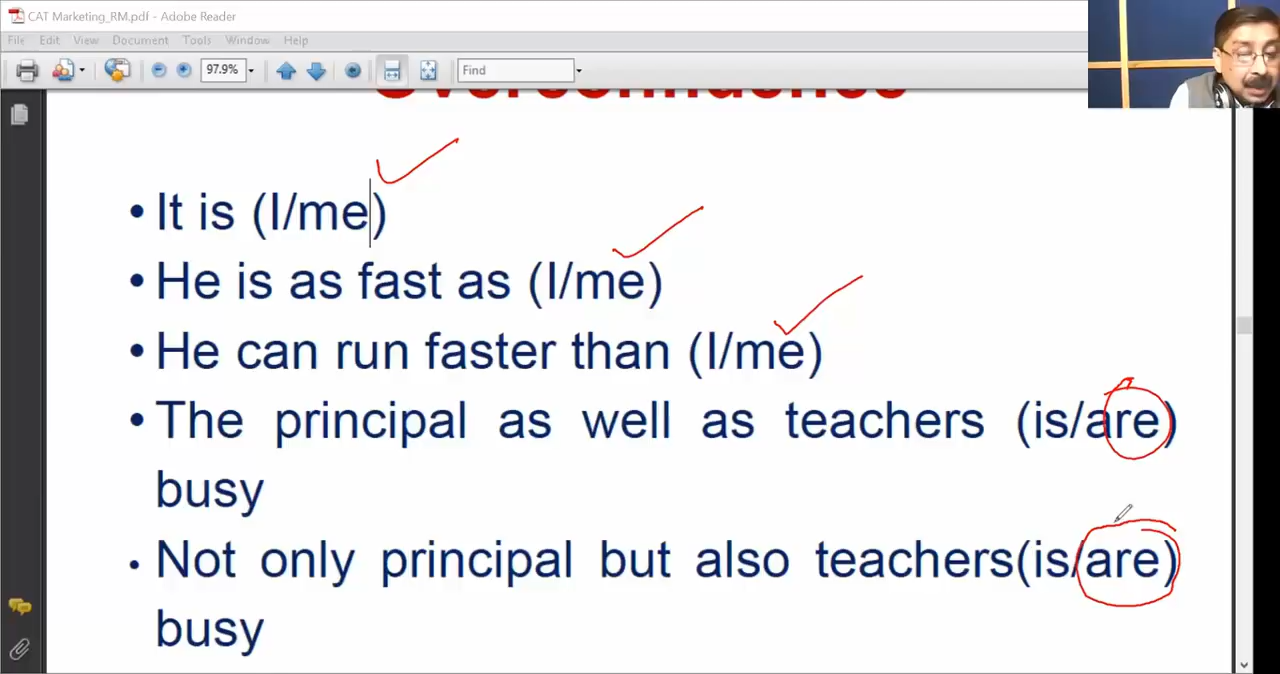 CAT Marketing_RM.pdf - Adobe Reader
File Edit View Document Tools Window Help
97.9% Find
Overconfidence
• It is (I/me)
• He is as fast as (I/me)
• He can run faster than (I/me)
• The principal as well as teachers (is/are)
busy
• Not only principal but also teachers(is/are)
busy